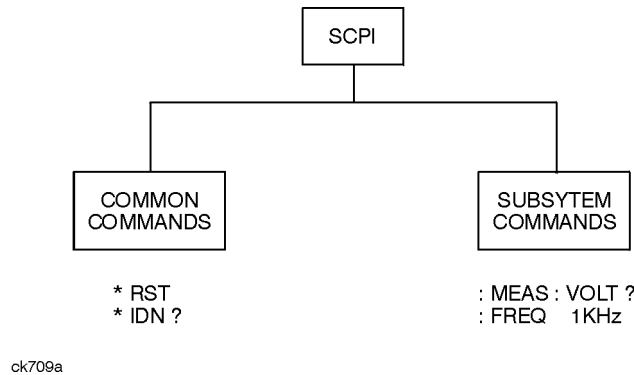 SCPI
COMMON
COMMANDS
SUBSYTEM
COMMANDS
* RST
* IDN ?
: MEAS : VOLT ?
: FREQ 1KHz
ck709a